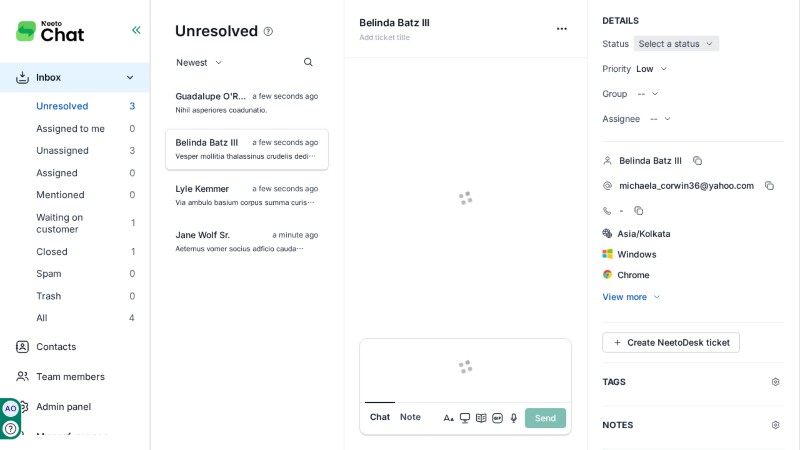 Neeto
Chat
Inbox
Unresolved 3
Assigned to me 0
Unassigned 3
Assigned 0
Mentioned 0
Waiting on
customer 1
Closed 1
Spam 0
Trash 0
All 4
Contacts
Team members
Admin panel
AO
Unresolved
Newest
Guadalupe O'R... a few seconds ago
Nihil asperiores coadunatio.
Belinda Batz III a few seconds ago
Vesper mollitia thalassinus crudelis dedi...
Lyle Kemmer a few seconds ago
Via ambulo basium corpus summa curis...
Jane Wolf Sr. a minute ago
Aeternus vomer socius adficio cauda...
Belinda Batz III
Add ticket title
Chat Note
GIF
Send
DETAILS
Status Select a status
Priority Low
Group --
Assignee --
Belinda Batz III
michaela_corwin36@yahoo.com
-
Asia/Kolkata
Windows
Chrome
View more
+ Create NeetoDesk ticket
TAGS
NOTES